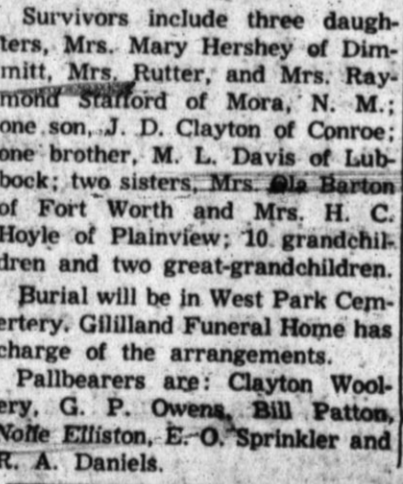 Survivors include three daugh-
ters, Mrs. Mary Hershey of Dim-
mitt, Mrs. Rutter, and Mrs. Ray-
mond Stafford of Mora, N. M.;
one son, J. D. Clayton of Conroe;
one brother, M. L. Davis of Lub-
bock; two sisters, Mrs. Ola Barton
of Fort Worth and Mrs. H. C.
Hoyle of Plainview; 10 grandchil-
dren and two great-grandchildren.
Burial will be in West Park Cem-
ertery. Gililland Funeral Home has
charge of the arrangements.
Pallbearers are: Clayton Wool-
ery, G. P. Owens, Bill Patton,
Nolte Elliston, E. O. Sprinkler and
R. A. Daniels.